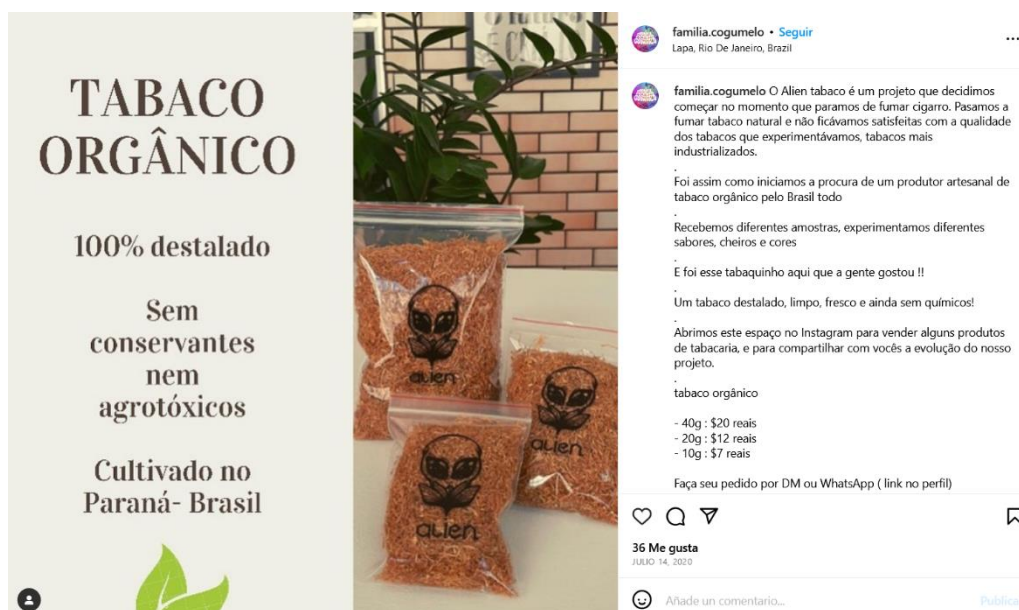 TABACO
ORGÂNICO
100% destalado
Sem
conservantes
nem
agrotóxicos
Cultivado no
Paraná- Brasil
alien
alien
alien
familia.cogumelo • Seguir
Lapa, Rio De Janeiro, Brazil
familia.cogumelo O Alien tabaco é um projeto que decidimos
começar no momento que paramos de fumar cigarro. Pasamos a
fumar tabaco natural e não ficávamos satisfeitas com a qualidade
dos tabacos que experimentávamos, tabacos mais
industrializados.
.
Foi assim como iniciamos a procura de um produtor artesanal de
tabaco orgânico pelo Brasil todo
.
Recebemos diferentes amostras, experimentamos diferentes
sabores, cheiros e cores
.
E foi esse tabaquinho aqui que a gente gostou !!
.
Um tabaco destalado, limpo, fresco e ainda sem químicos!
.
Abrimos este espaço no Instagram para vender alguns produtos
de tabacaria, e para compartilhar com vocês a evolução do nosso
projeto.
.
tabaco orgânico
- 40g : $20 reais
- 20g : $12 reais
- 10g : $7 reais
Faça seu pedido por DM ou WhatsApp ( link no perfil)
36 Me gusta
JULIO 14, 2020
Añade un comentario...
Publica